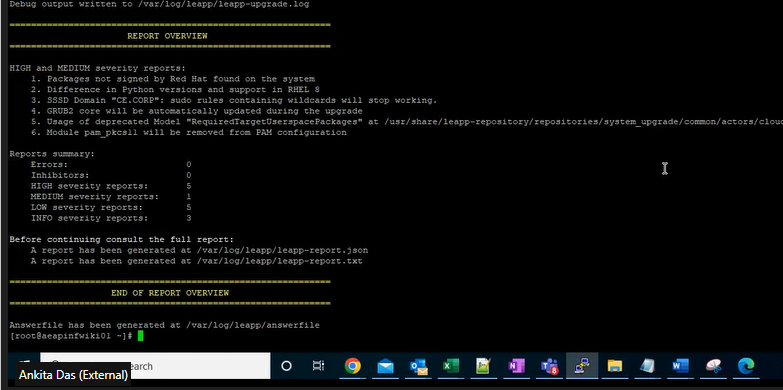 Debug output written to /var/log/leapp/leapp-upgrade.log
============================================================
REPORT OVERVIEW
============================================================
HIGH and MEDIUM severity reports:
1. Packages not signed by Red Hat found on the system
2. Difference in Python versions and support in RHEL 8
3. SSSD Domain "CE.CORP": sudo rules containing wildcards will stop working.
4. GRUB2 core will be automatically updated during the upgrade
5. Usage of deprecated Model "RequiredTargetUserspacePackages" at /usr/share/leapp-repository/repositories/system_upgrade/common/actors/cloud
6. Module pam_pkcs11 will be removed from PAM configuration
Reports summary:
Errors: 0
Inhibitors: 0
HIGH severity reports: 5
MEDIUM severity reports: 1
LOW severity reports: 5
INFO severity reports: 3
Before continuing consult the full report:
A report has been generated at /var/log/leapp/leapp-report.json
A report has been generated at /var/log/leapp/leapp-report.txt
============================================================
END OF REPORT OVERVIEW
============================================================
Answerfile has been generated at /var/log/leapp/answerfile
[root@aeapinfwiki01 ~]#
earch
8
Ankita Das (External)